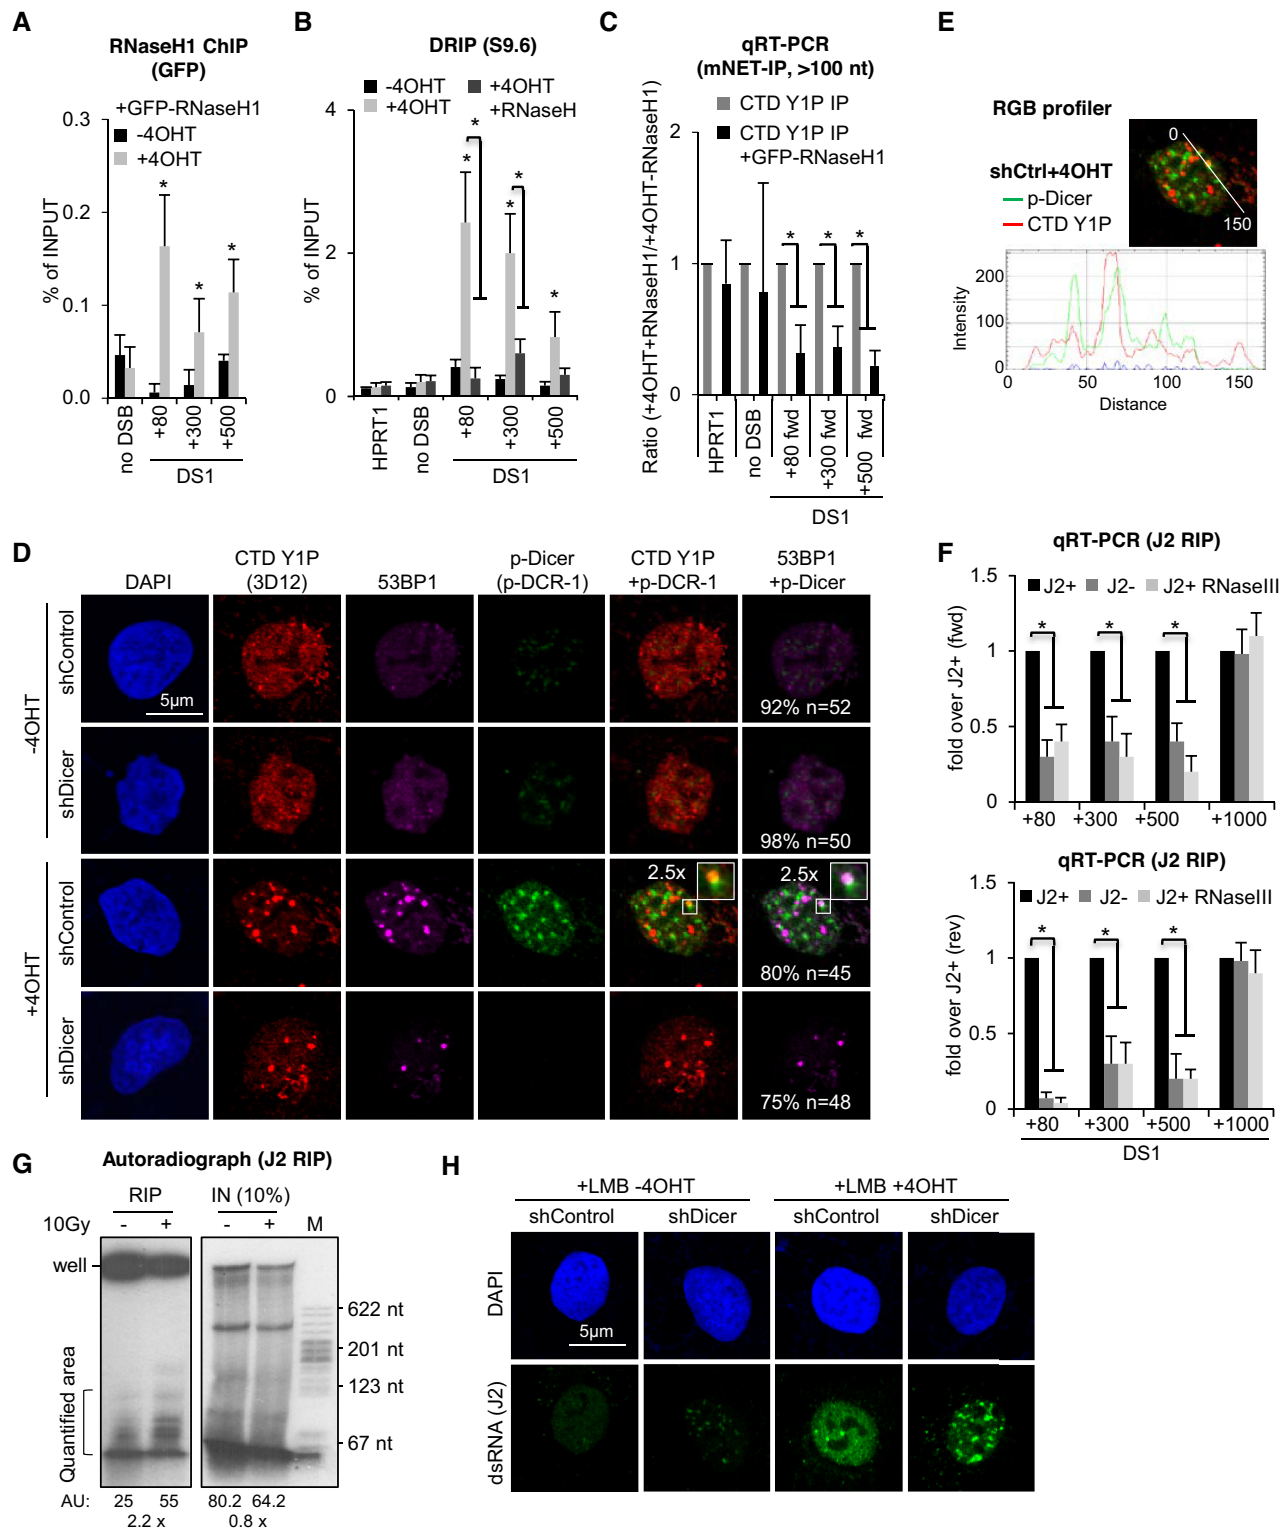 A
RNaseH1 ChIP
(GFP)
+GFP-RNaseH1
-4OHT
+4OHT
% of INPUT
0.3
0.2
0.1
0.0
no DSB
+80
+300
+500
DS1
* * *
B
DRIP (S9.6)
-4OHT
+4OHT
+4OHT
+RNaseH
% of INPUT
4
2
0
HPRT1
no DSB
+80
+300
+500
DS1
* * * * *
C
qRT-PCR
(mNET-IP, >100 nt)
CTD Y1P IP
CTD Y1P IP
+GFP-RNaseH1
Ratio (+4OHT+RNaseH1/+4OHT-RNaseH1)
2
1
0
HPRT1
no DSB
+80 fwd
+300 fwd
+500 fwd
DS1
* * *
E
RGB profiler
shCtrl+4OHT
p-Dicer
CTD Y1P
0
150
Intensity
200
100
0
0 50 100 150
Distance
D
DAPI
CTD Y1P
(3D12)
53BP1
p-Dicer
(p-DCR-1)
CTD Y1P
+p-DCR-1
53BP1
+p-Dicer
-4OHT
shControl
5μm
92% n=52
shDicer
98% n=50
+4OHT
shControl
2.5x
2.5x
80% n=45
shDicer
75% n=48
F
qRT-PCR (J2 RIP)
J2+ J2- J2+ RNaseIII
fold over J2+ (fwd)
1.5
1
0.5
0
* * *
+80 +300 +500 +1000
qRT-PCR (J2 RIP)
J2+ J2- J2+ RNaseIII
fold over J2+ (rev)
1.5
1
0.5
0
* * *
+80 +300 +500 +1000
DS1
G
Autoradiograph (J2 RIP)
RIP
IN (10%)
10Gy - + - + M
well
622 nt
201 nt
123 nt
67 nt
Quantified area
AU: 25 55 80.2 64.2
2.2 x 0.8 x
H
+LMB -4OHT
+LMB +4OHT
shControl shDicer shControl shDicer
DAPI
5μm
dsRNA (J2)